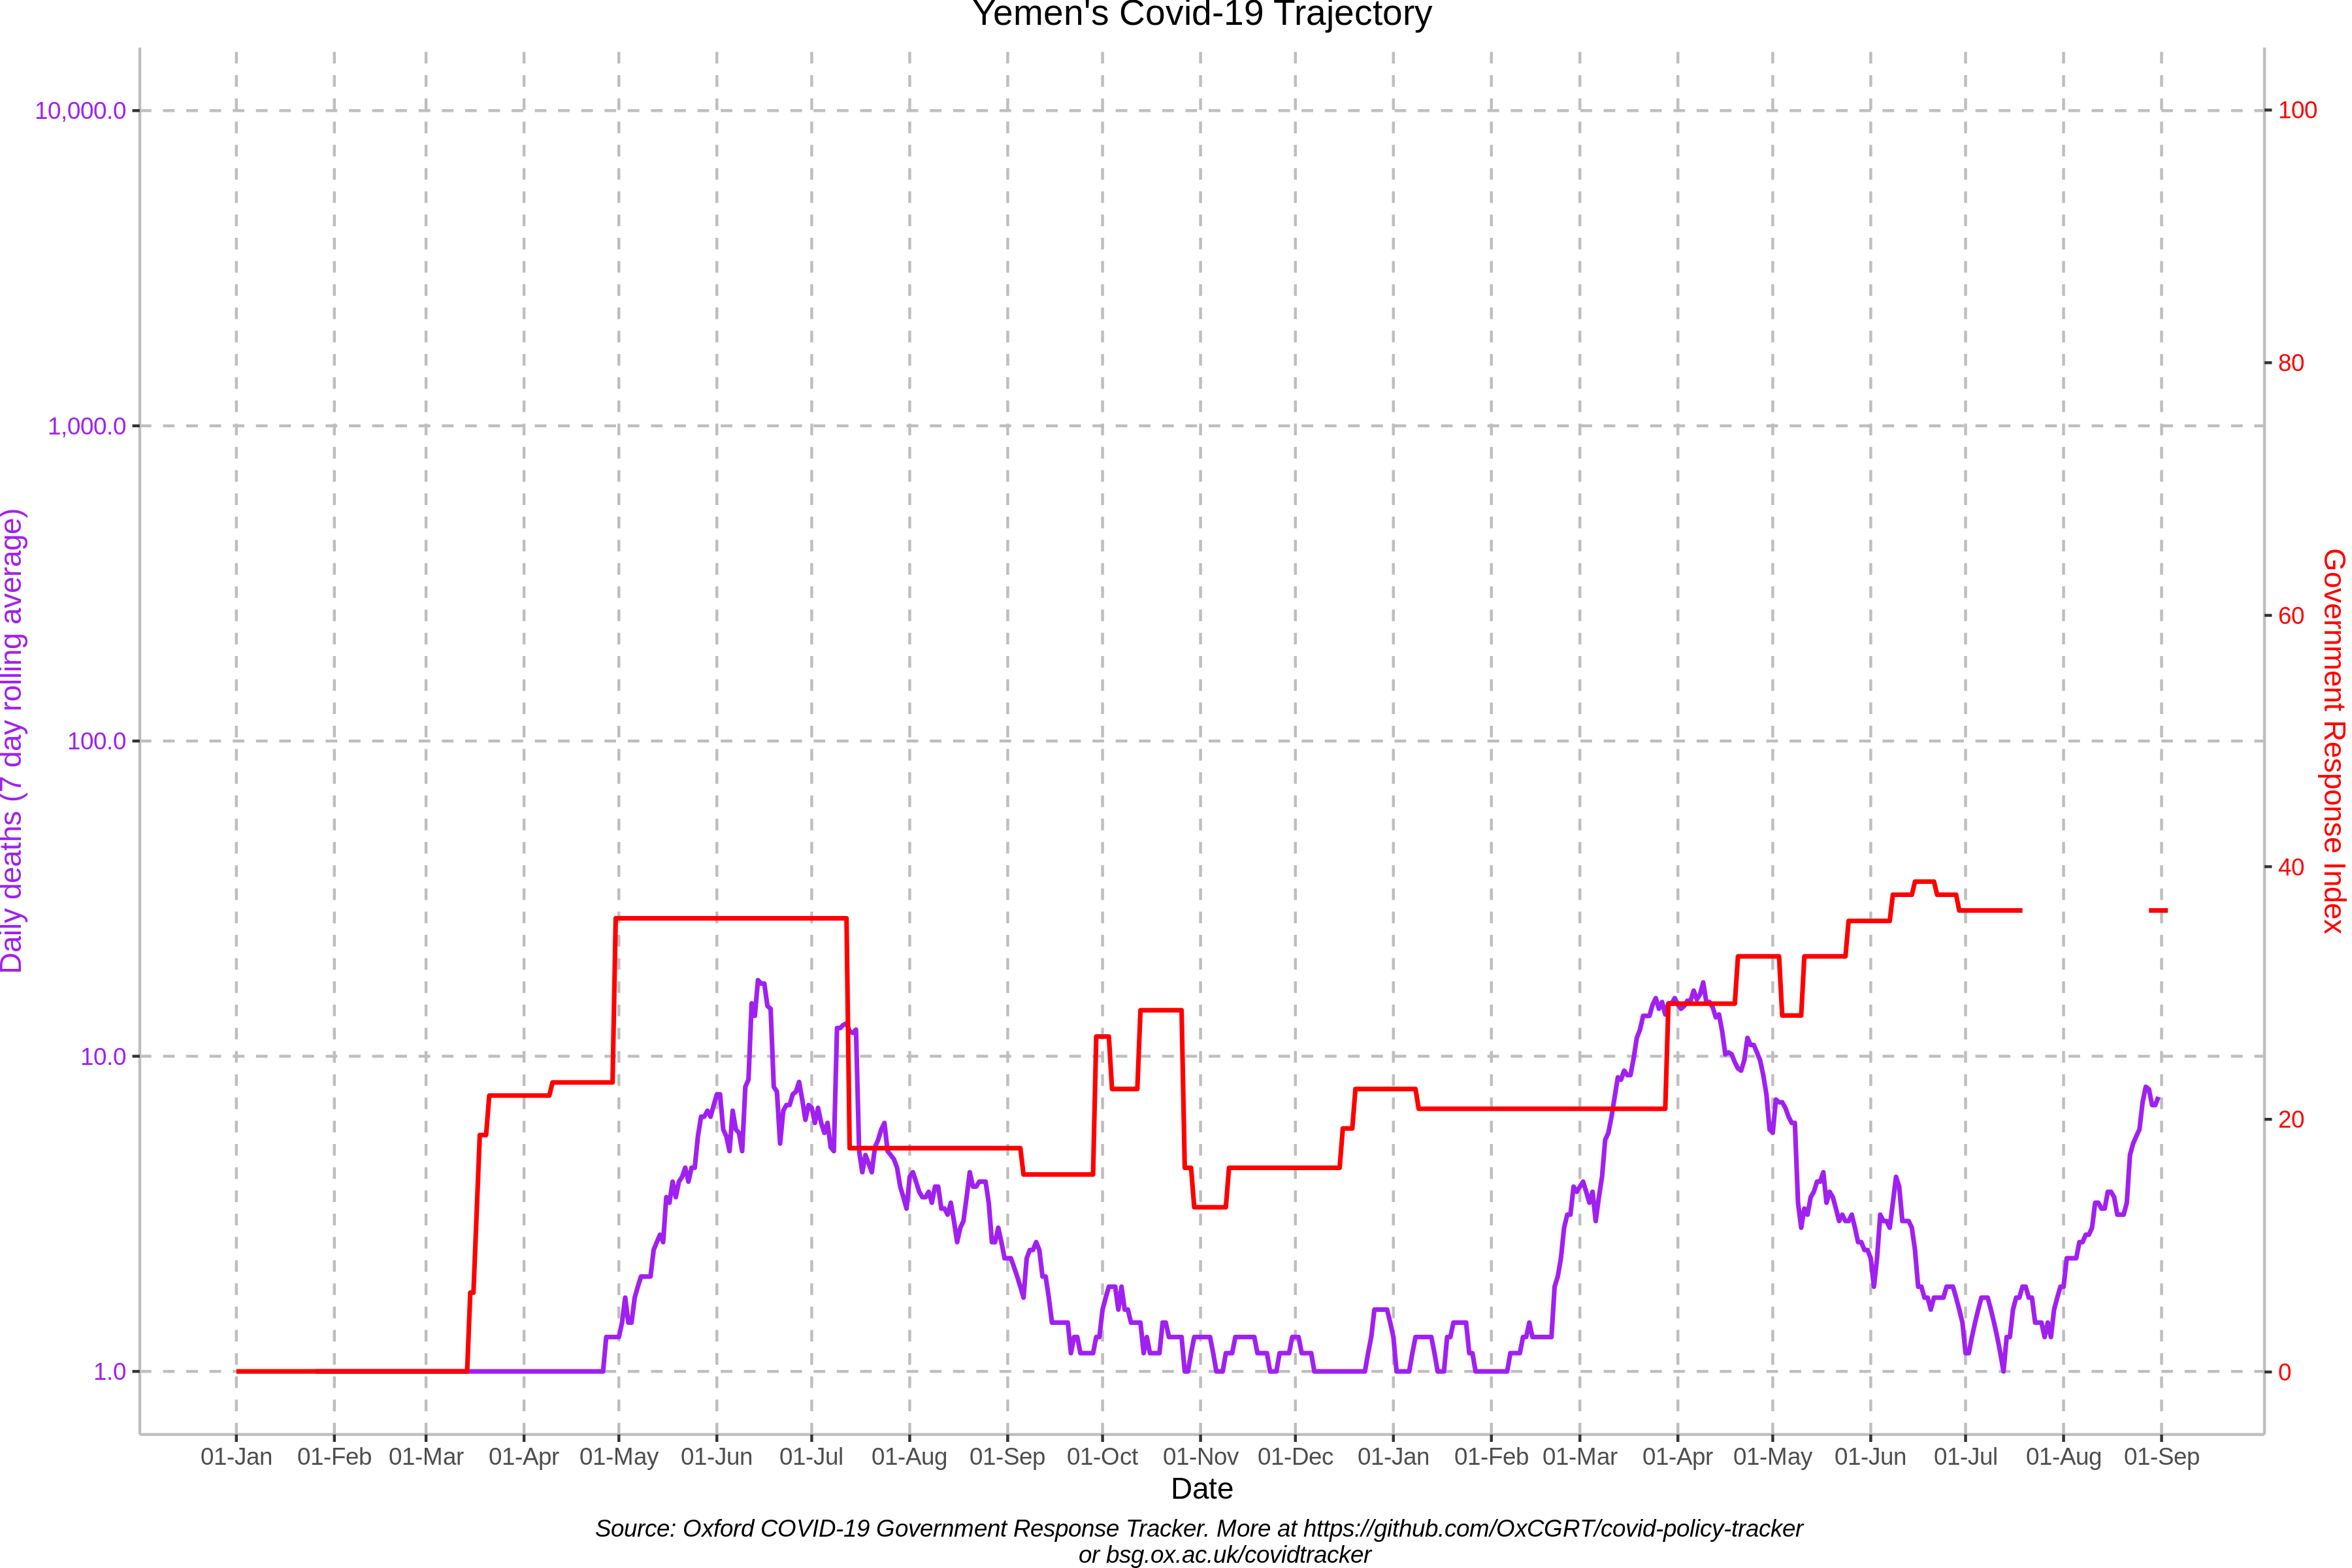 Yemen's Covid-19 Trajectory
10,000.0
1,000.0
100.0
10.0
1.0
Daily deaths (7 day rolling average)
100
80
60
40
20
0
Government Response Index
01-Jan 01-Feb 01-Mar 01-Apr 01-May 01-Jun 01-Jul 01-Aug 01-Sep 01-Oct 01-Nov 01-Dec 01-Jan 01-Feb 01-Mar 01-Apr 01-May 01-Jun 01-Jul 01-Aug 01-Sep
Date
Source: Oxford COVID-19 Government Response Tracker. More at https://github.com/OxCGRT/covid-policy-tracker
or bsg.ox.ac.uk/covidtracker